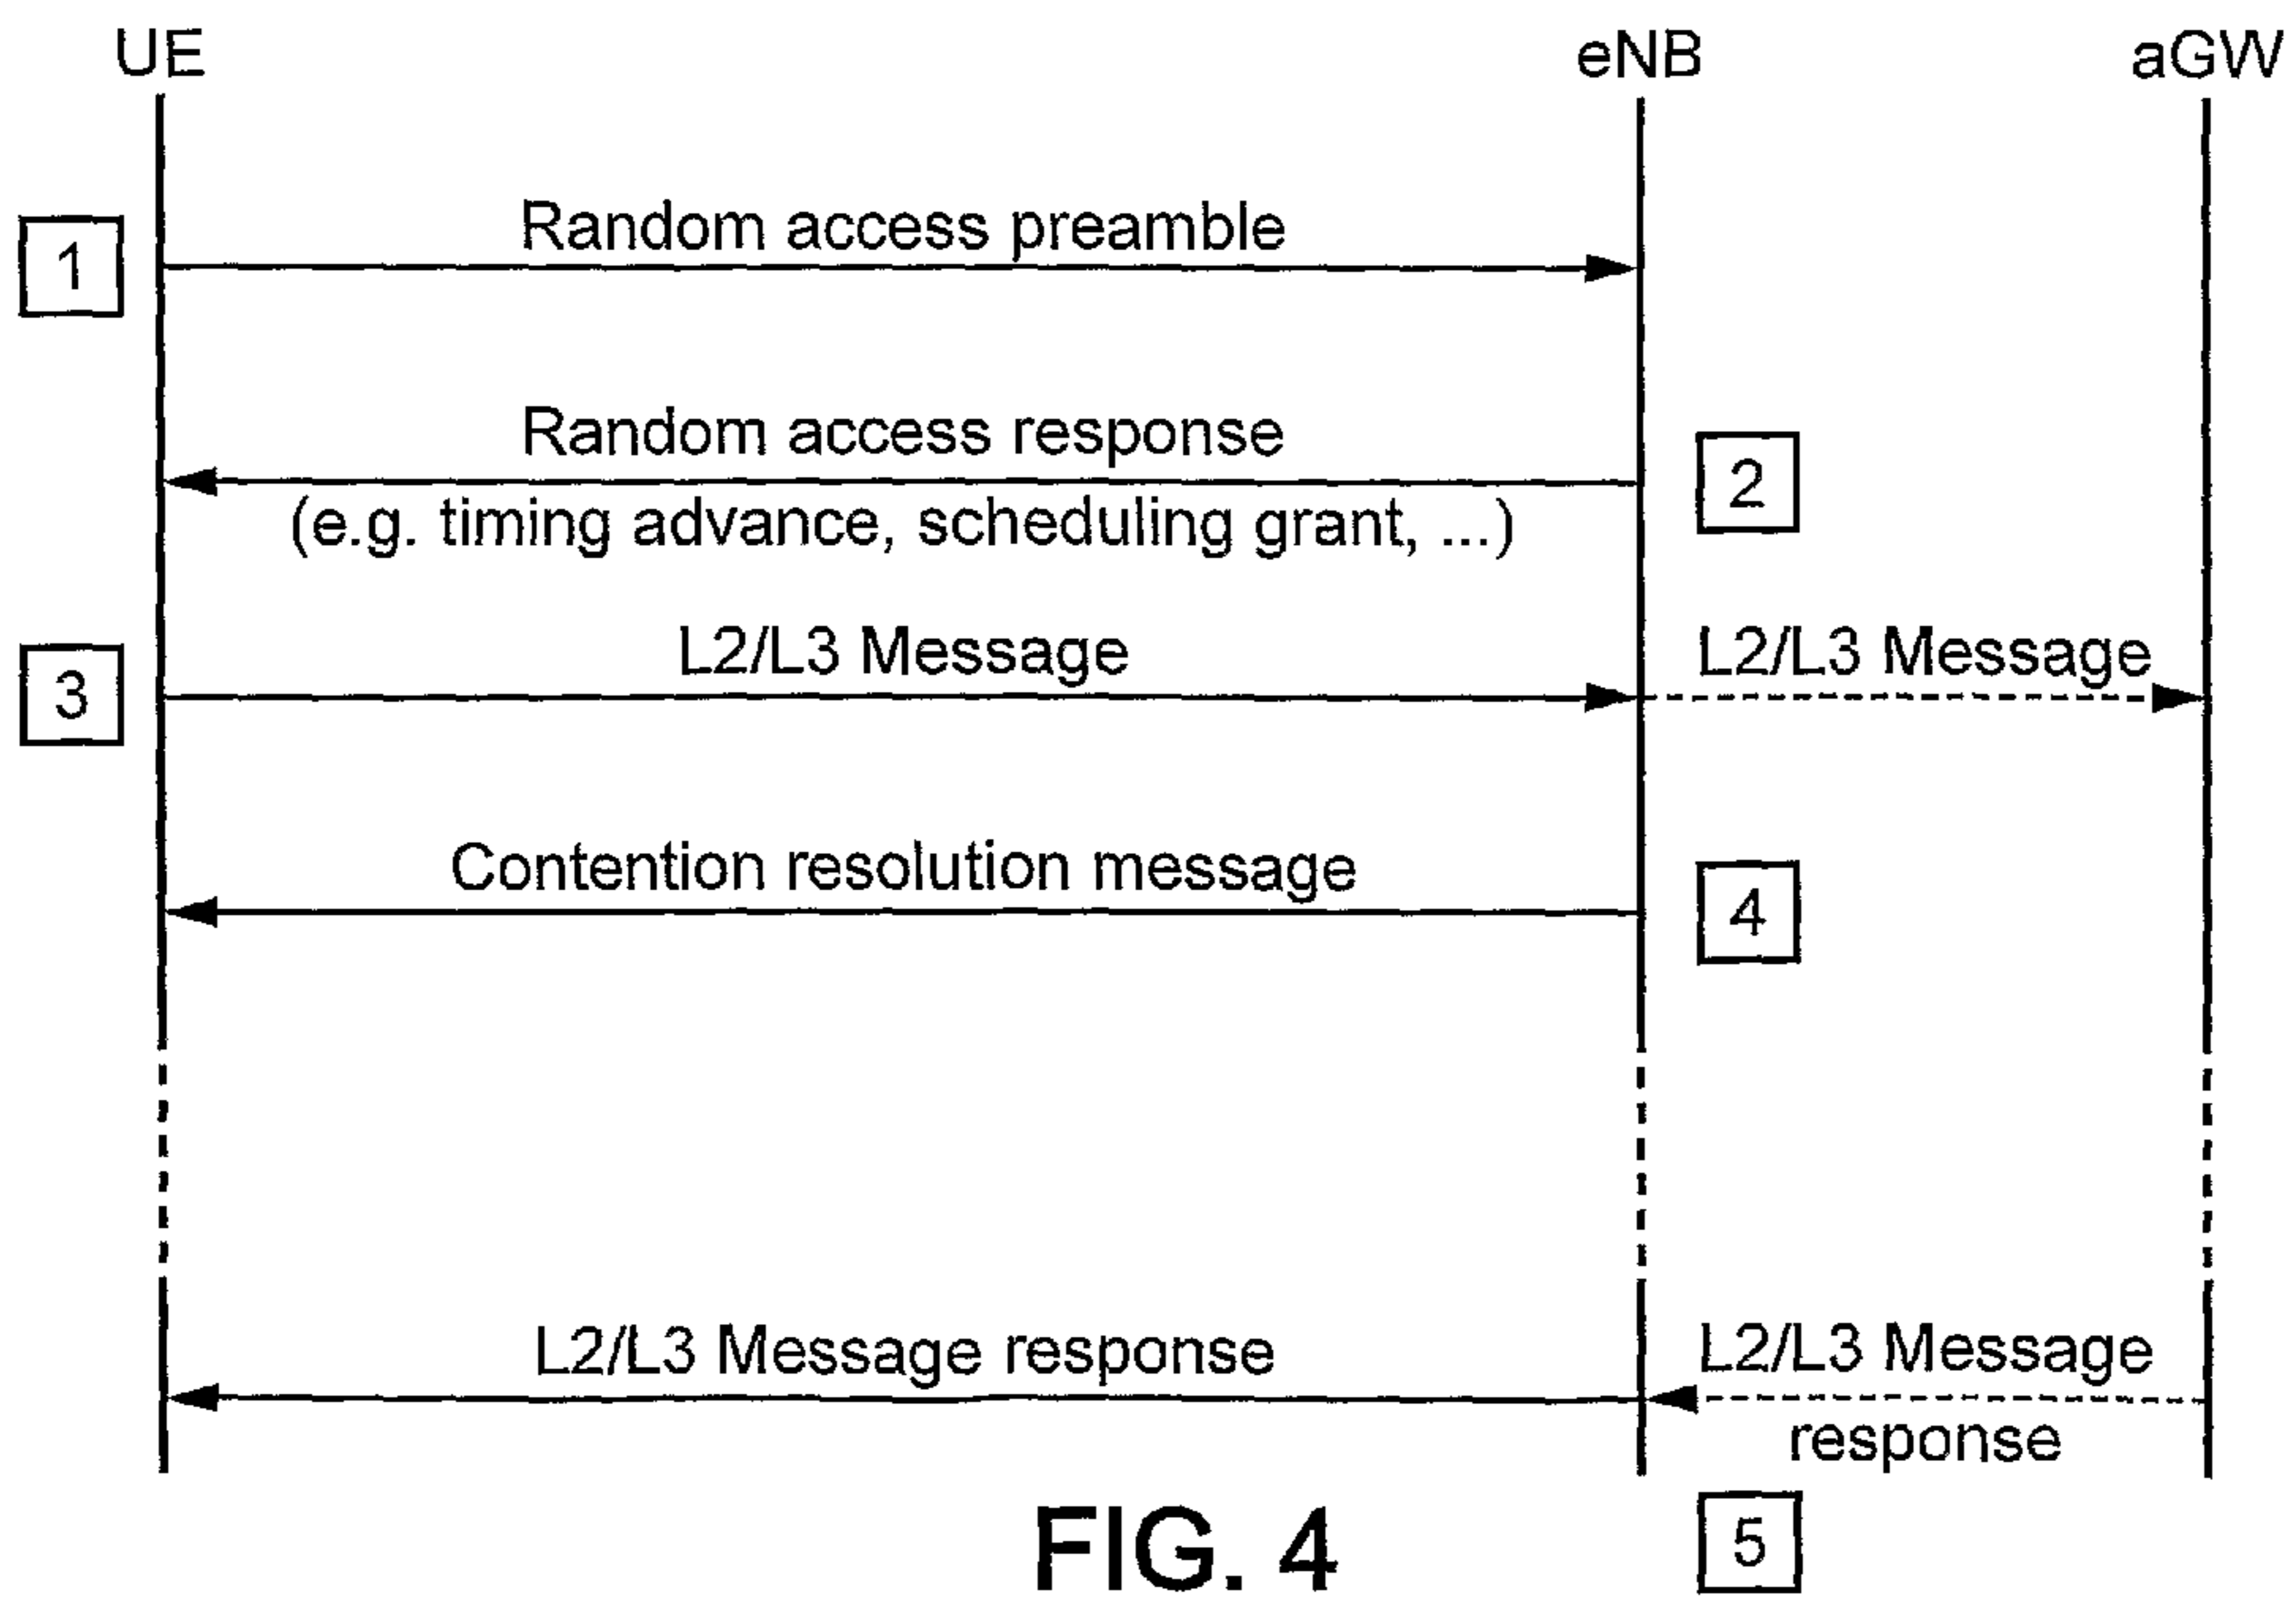 UE eNB aGW
Random access preamble
1
Random access response
2
(e.g. timing advance, scheduling grant, ...)
L2/L3 Message L2/L3 Message
3
Contention resolution message
4
L2/L3 Message response L2/L3 Message
response
FIG. 4
5